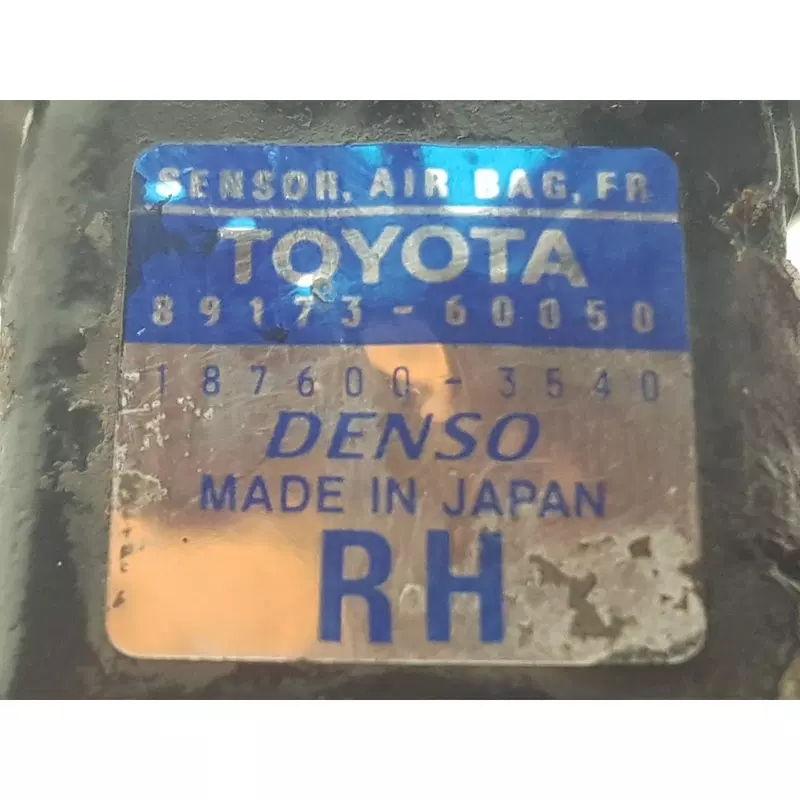 SENSOR, AIR BAG, FR
TOYOTA
89173-60050
187600-3540
DENSO
MADE IN JAPAN
RH